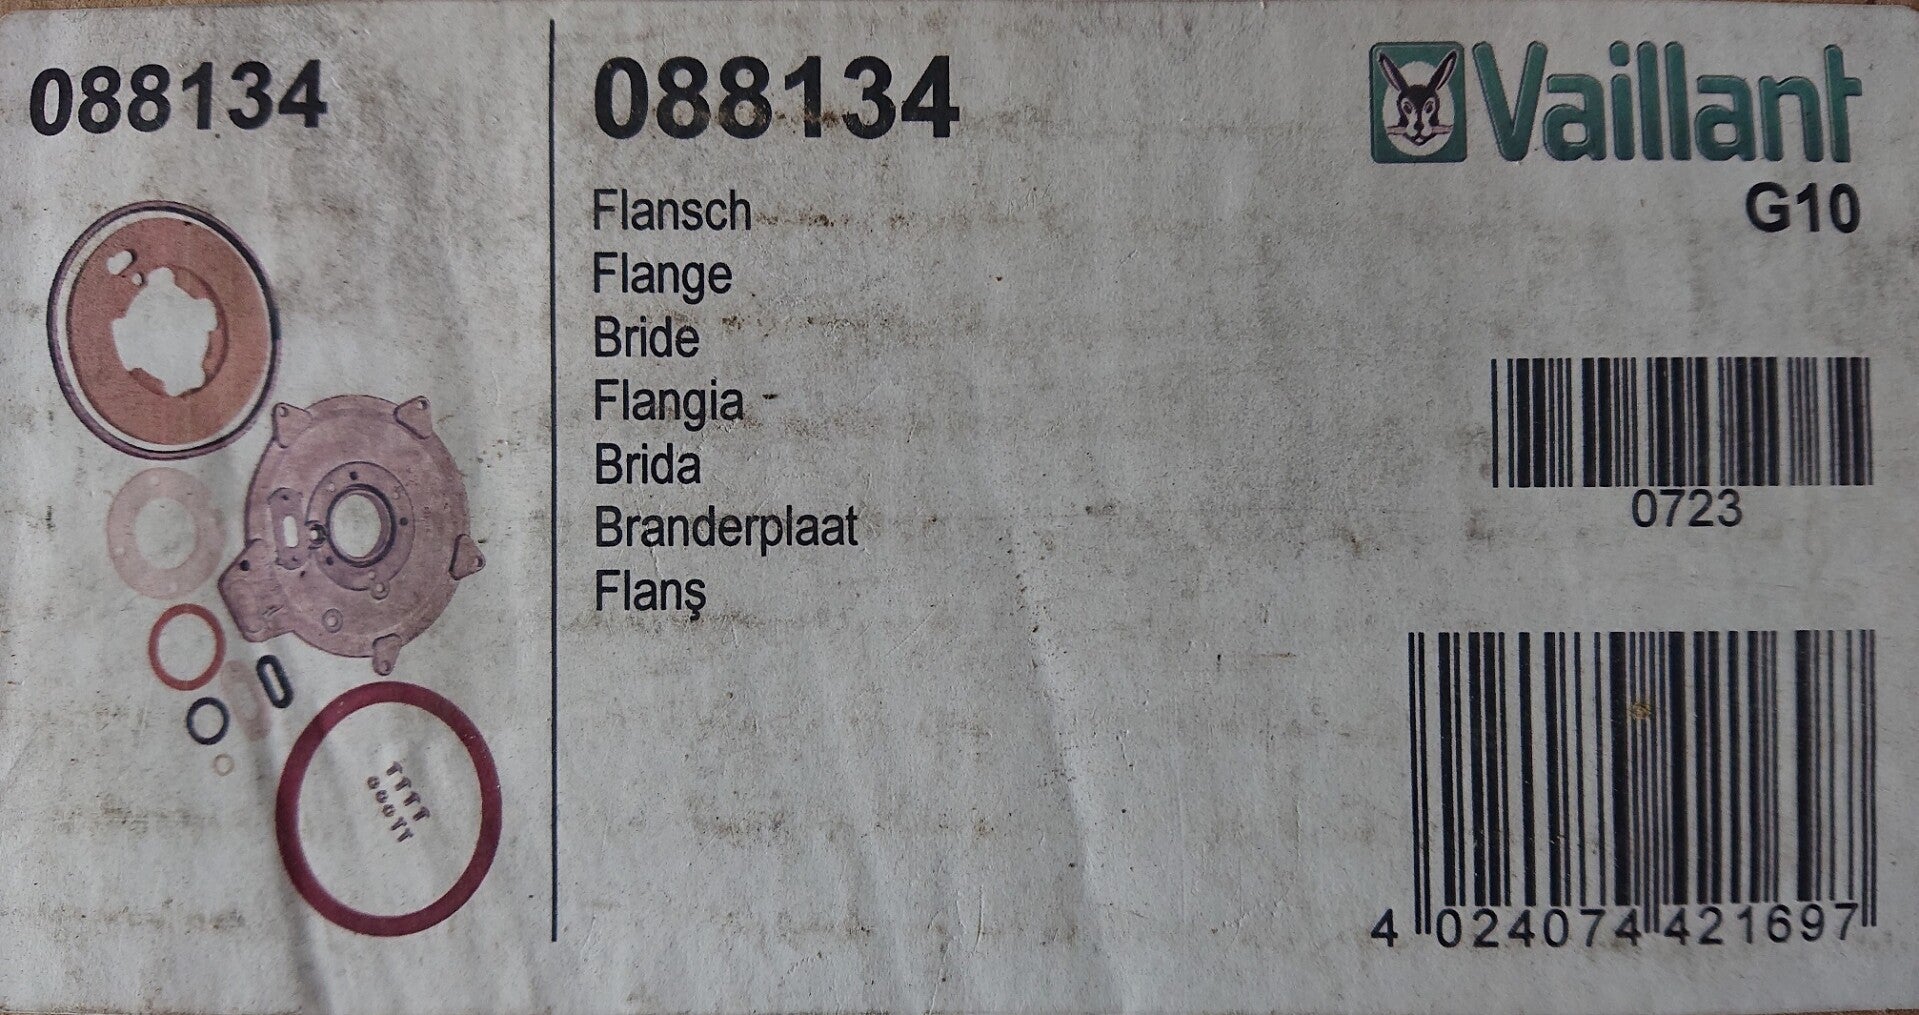 088134
088134
Vaillant
G10
Flansch
Flange
Bride
Flangia
Brida
Branderplaat
Flanş
0723
4 024074 421697